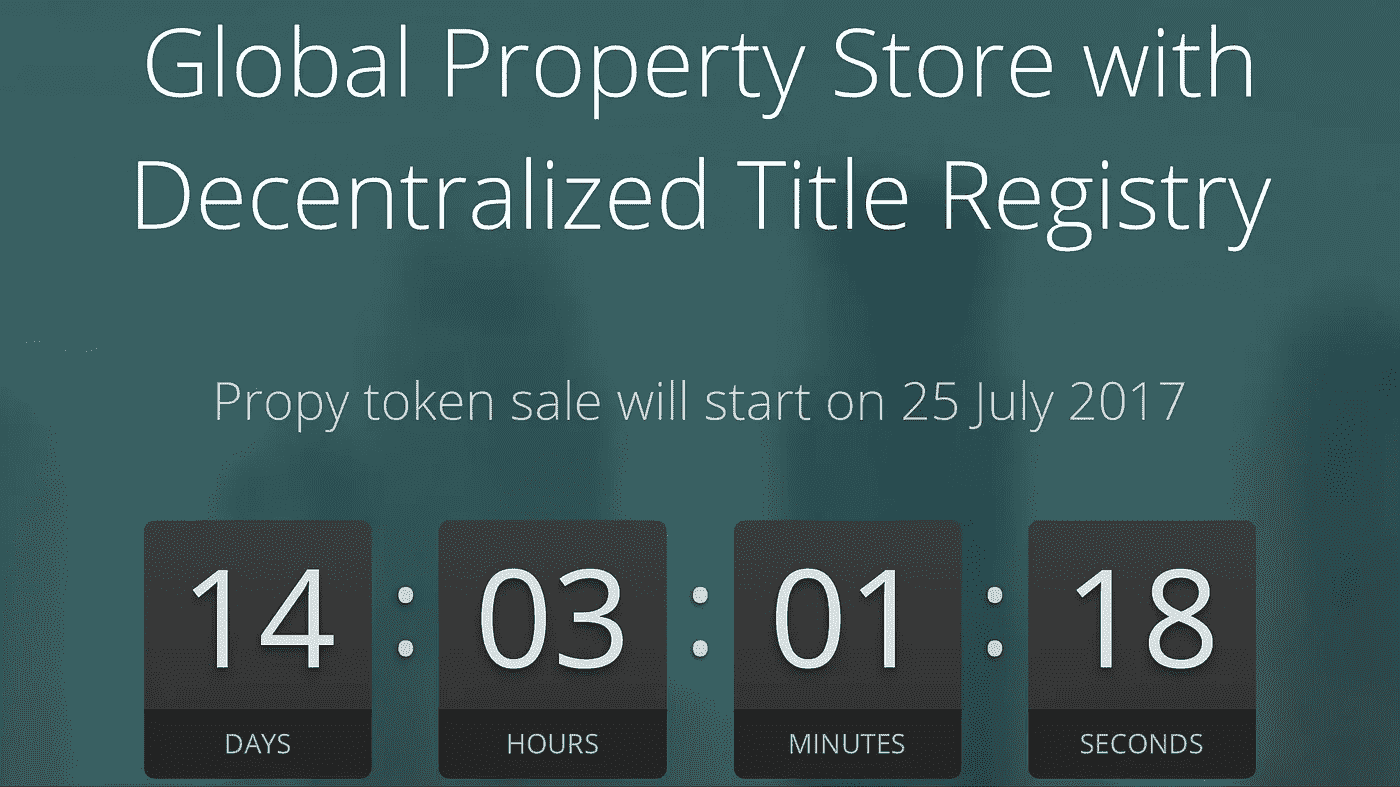 Global Property Store with
Decentralized Title Registry
Propy token sale will start on 25 July 2017
14 : 03 : 01 : 18
DAYS HOURS MINUTES SECONDS